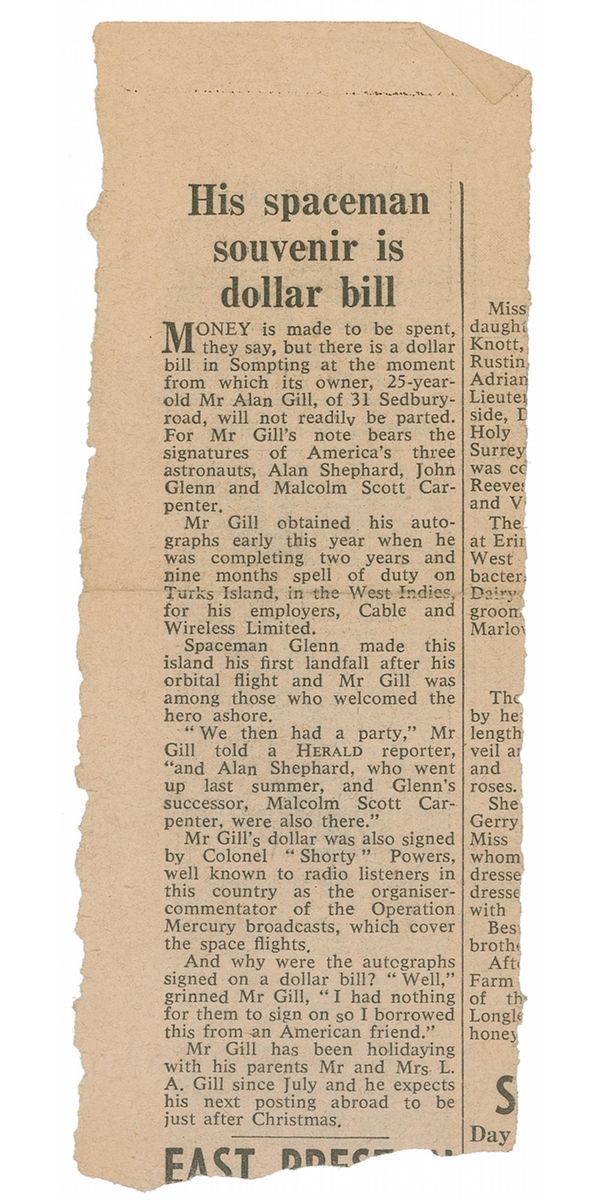 His spaceman
souvenir is
dollar bill
MONEY is made to be spent,
they say, but there is a dollar
bill in Sompting at the moment
from which its owner, 25-year-
old Mr Alan Gill, of 31 Sedbury-
road, will not readily be parted.
For Mr Gill's note bears the
signatures of America's three
astronauts, Alan Shephard, John
Glenn and Malcolm Scott Car-
penter.
Mr Gill obtained his auto-
graphs early this year when he
was completing two years and
nine months spell of duty on
Turks Island, in the West Indies,
for his employers, Cable and
Wireless Limited.
Spaceman Glenn made this
island his first landfall after his
orbital flight and Mr Gill was
among those who welcomed the
hero ashore.
"We then had a party," Mr
Gill told a HERALD reporter,
"and Alan Shephard, who went
up last summer, and Glenn's
successor, Malcolm Scott Car-
penter, were also there."
Mr Gill's dollar was also signed
by Colonel "Shorty" Powers,
well known to radio listeners in
this country as the organiser-
commentator of the Operation
Mercury broadcasts, which cover
the space flights.
And why were the autographs
signed on a dollar bill? "Well,"
grinned Mr Gill, "I had nothing
for them to sign on so I borrowed
this from an American friend."
Mr Gill has been holidaying
with his parents Mr and Mrs L.
A. Gill since July and he expects
his next posting abroad to be
just after Christmas.
EAST
Miss
Knott,
Adrian
side,
Holy
Surrey
was
and V
The
at
West
Dairy
groom
The
by
length
veil
and
roses.
She
Gerry
Miss
whom
with
Farm
of
honey
S
Day